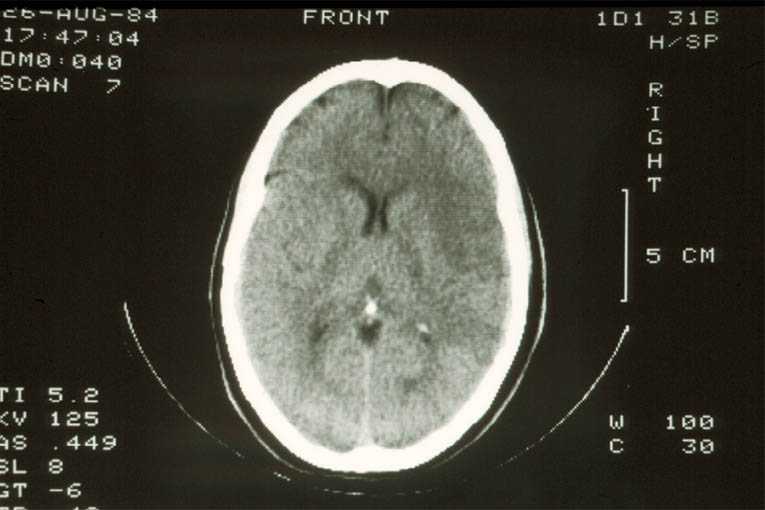 26-AUG-84
17:47:04
DM0:040
SCAN 7
FRONT
1D1 31B
H/SP
RIGHT
5 CM
TI 5.2
KV 125
AS .449
SL 8
GT -6
W 100
C 30